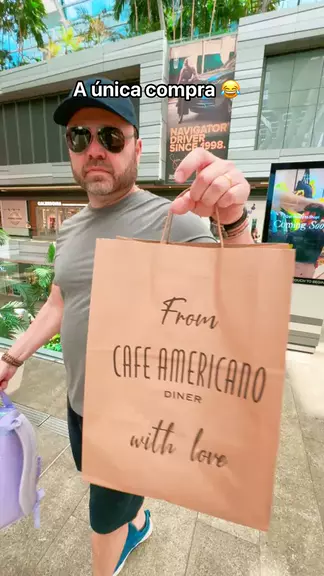 A única compra 😂
NAVIGATOR
DRIVER
SINCE 1998.
Coming Soon
From
CAFE AMERICANO
DINER
with love